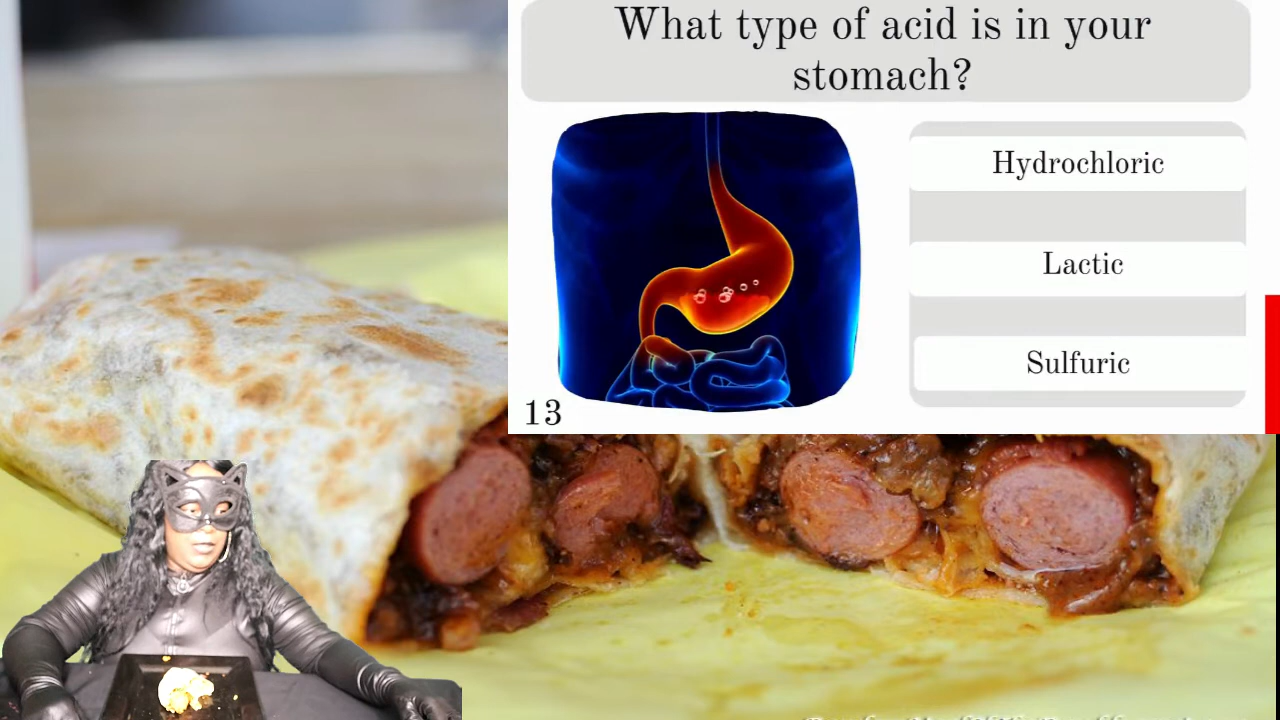 What type of acid is in your
stomach?
Hydrochloric
Lactic
Sulfuric
13